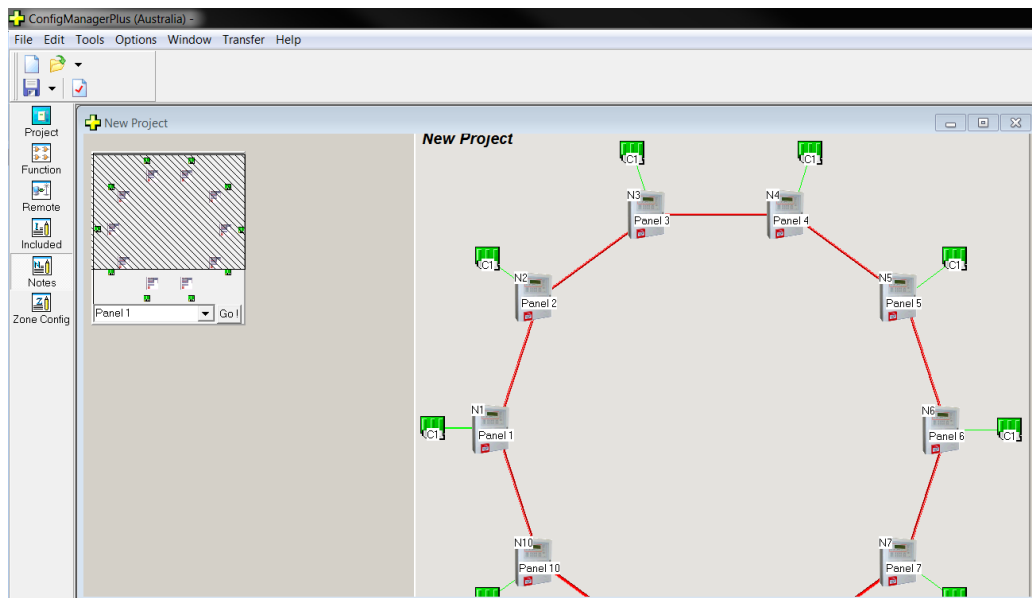 ConfigManagerPlus (Australia) -
File Edit Tools Options Window Transfer Help
Project
Function
Remote
Included
Notes
Zone Config
New Project
Panel 1
Go!
New Project
C1
N3
Panel 3
C1
N4
Panel 4
N2
Panel 2
N5
Panel 5
C1
N1
Panel 1
N6
Panel 6
C1
N10
Panel 10
N7
Panel 7